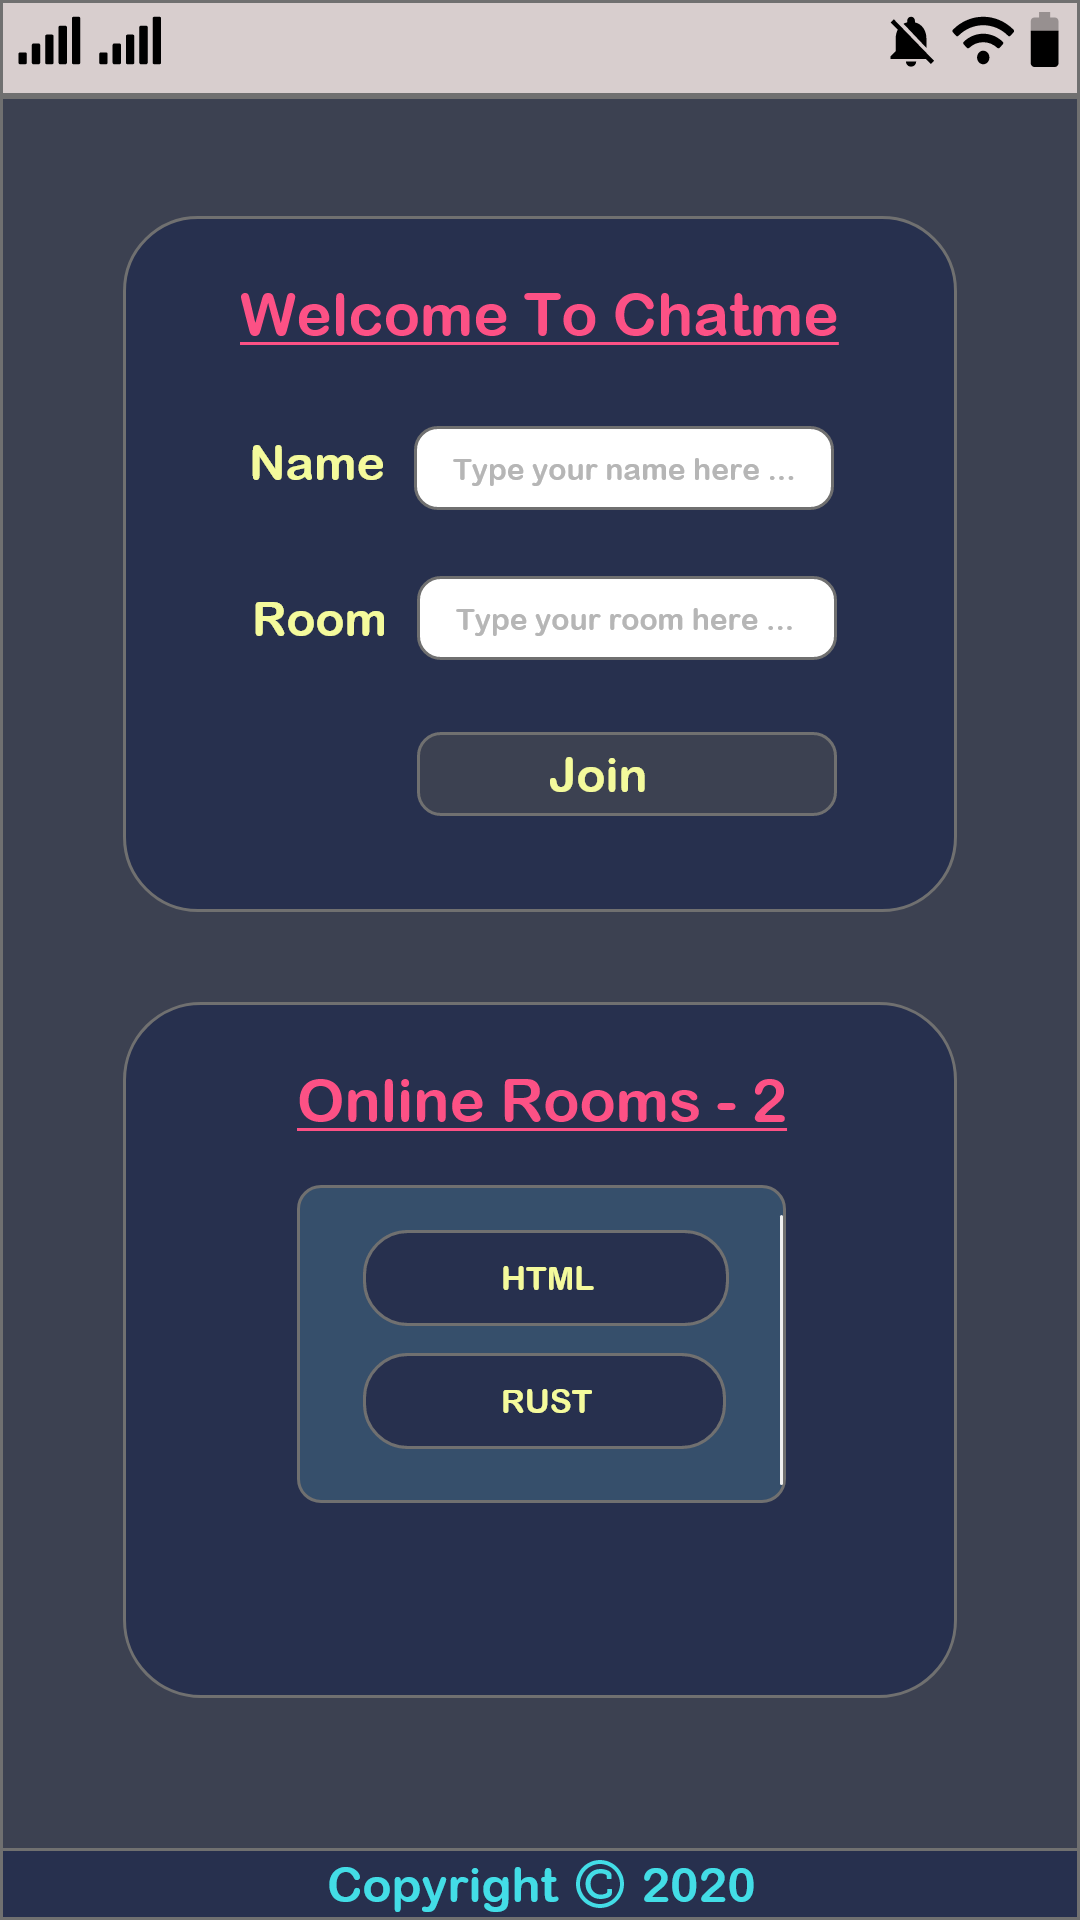 Welcome To Chatme
Name
Type your name here ...
Room
Type your room here ...
Join
Online Rooms - 2
HTML
RUST
Copyright © 2020